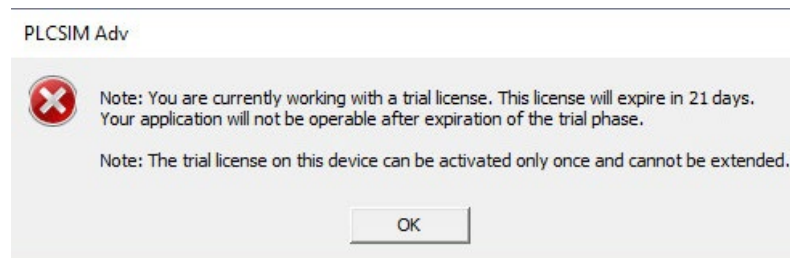 PLCSIM Adv
Note: You are currently working with a trial license. This license will expire in 21 days.
Your application will not be operable after expiration of the trial phase.
Note: The trial license on this device can be activated only once and cannot be extended.
OK